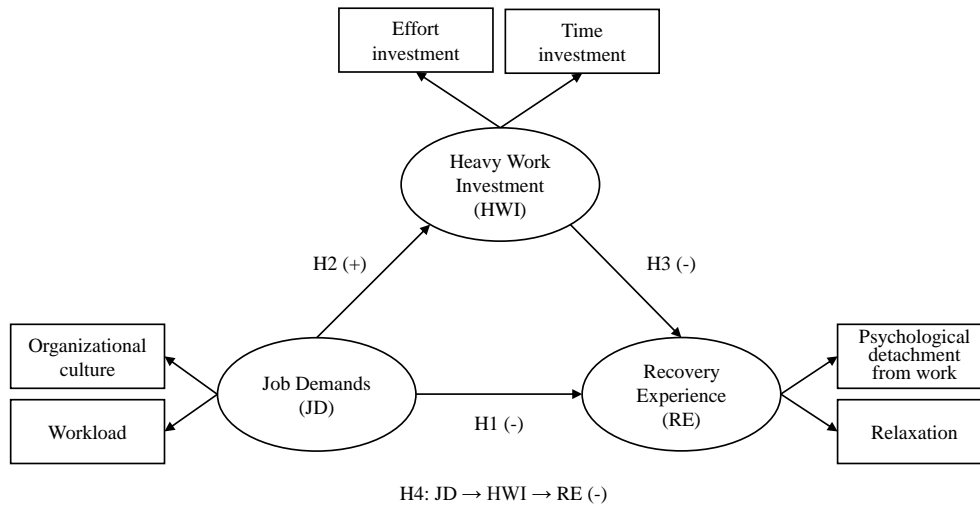 Effort
investment
Time
investment
Heavy Work
Investment
(HWI)
H2 (+)
H3 (-)
Organizational
culture
Workload
Job Demands
(JD)
H1 (-)
Recovery
Experience
(RE)
Psychological
detachment
from work
Relaxation
H4: JD → HWI → RE (-)